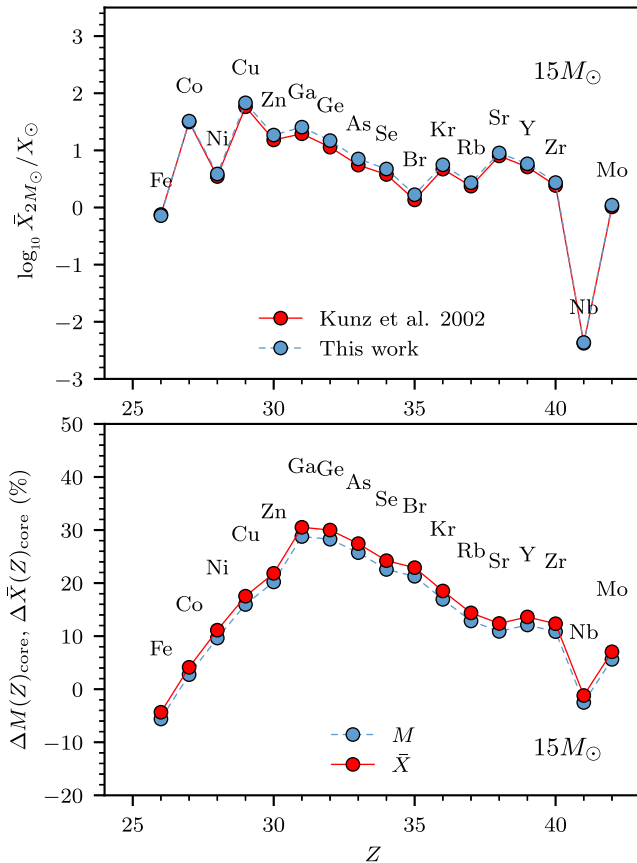 3
2
1
0
−1
−2
−3
log₁₀ X̄₂M⊙/X⊙
15M⊙
Fe
Co
Ni
Cu
Zn
Ga
Ge
As
Se
Br
Kr
Rb
Sr
Y
Zr
Nb
Mo
Kunz et al. 2002
This work
25
30
35
40
50
40
30
20
10
0
−10
−20
ΔM(Z)core, ΔX̄(Z)core (%)
Fe
Co
Ni
Cu
Zn
Ga
Ge
As
Se
Br
Kr
Rb
Sr
Y
Zr
Nb
Mo
M
X̄
15M⊙
25
30
35
40
Z